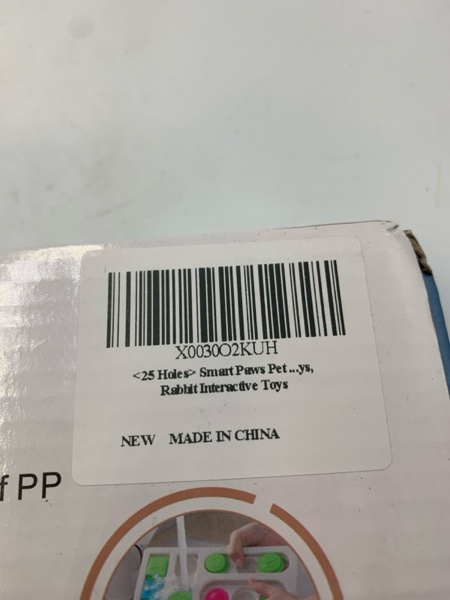 X0030O2KUH
<25 Holes> Smart Paws Pet ...ys,
Rabbit Interactive Toys
NEW MADE IN CHINA
f PP